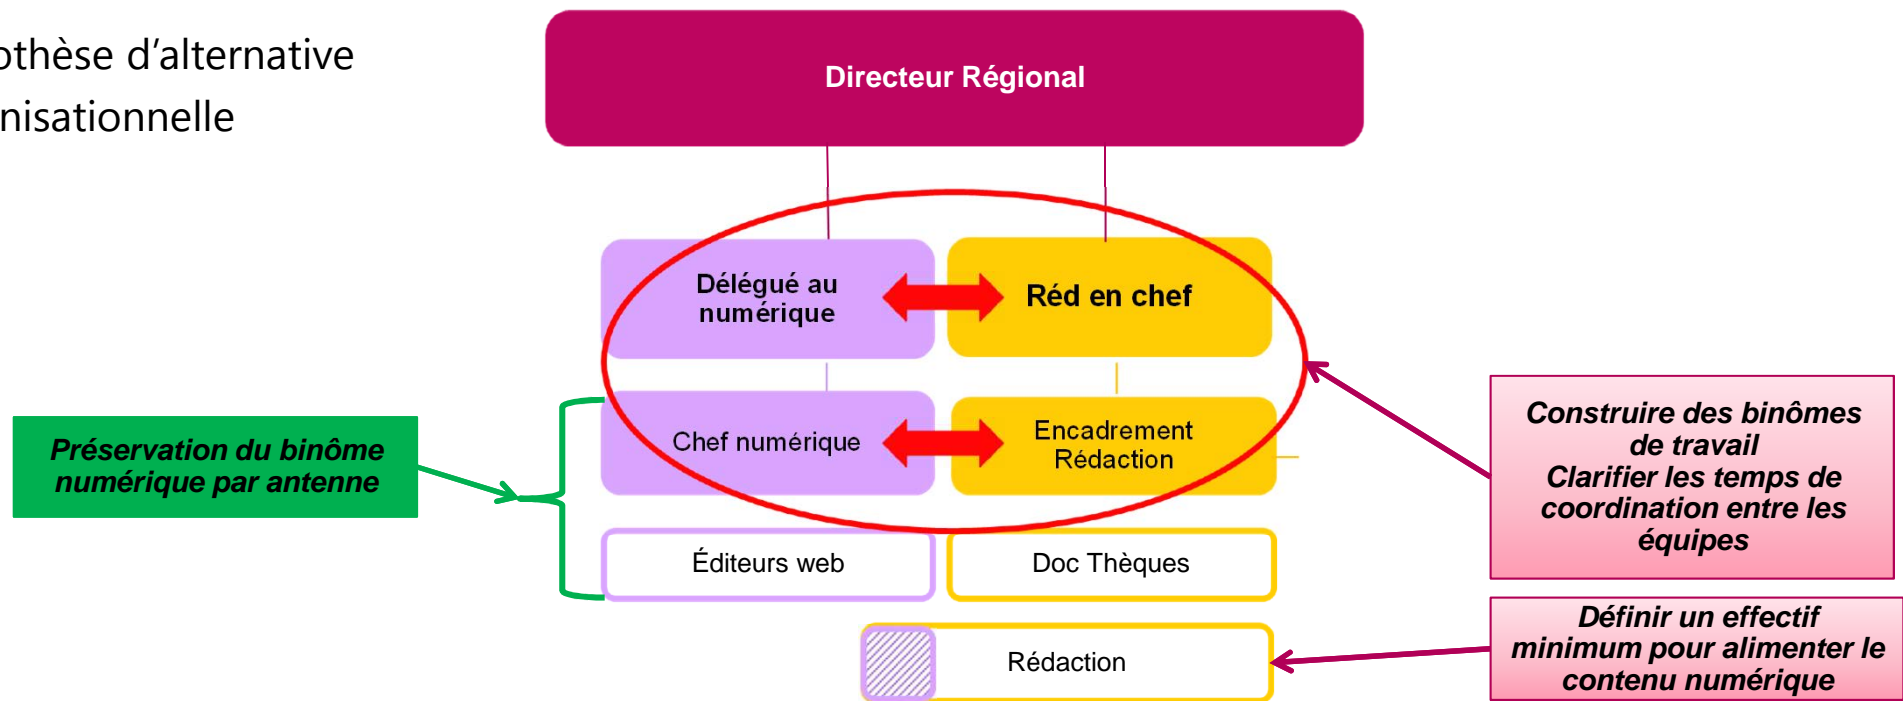 othèse d'alternative
nisationnelle
Directeur Régional
Délégué au
numérique
Réd en chef
Chef numérique
Encadrement
Rédaction
Préservation du binôme
numérique par antenne
Construire des binômes
de travail
Clarifier les temps de
coordination entre les
équipes
Éditeurs web
Doc Thèques
Rédaction
Définir un effectif
minimum pour alimenter le
contenu numérique